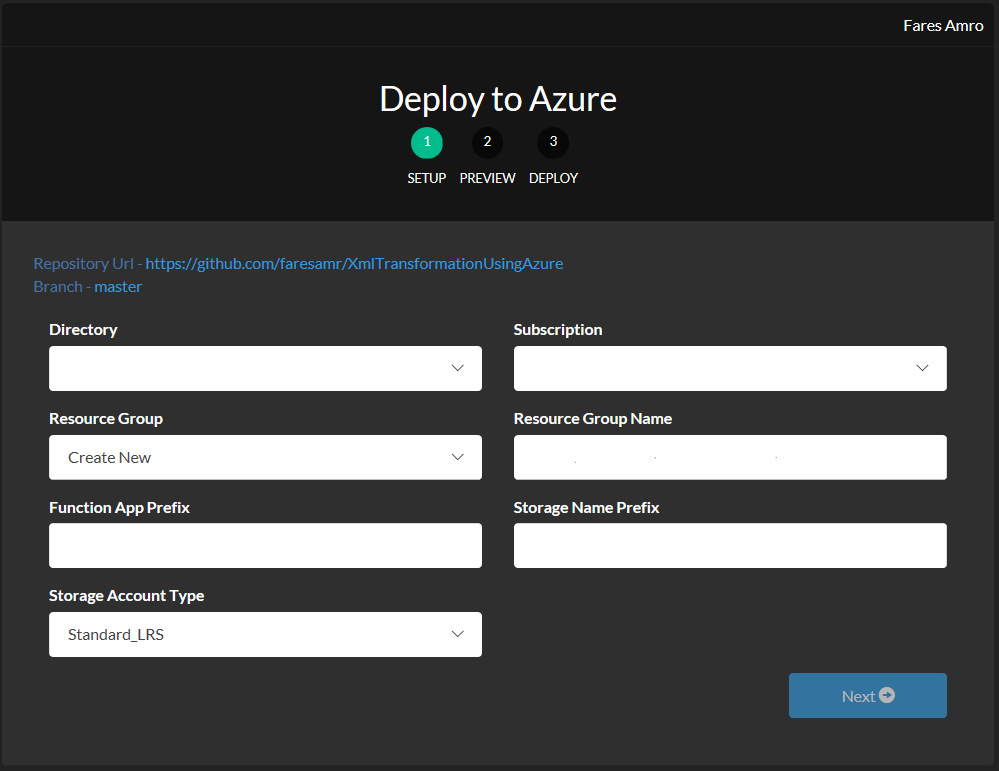 Fares Amro
Deploy to Azure
1 2 3
SETUP PREVIEW DEPLOY
Repository Url - https://github.com/faresamr/XmlTransformationUsingAzure
Branch - master
Directory Subscription
Resource Group Resource Group Name
Create New
Function App Prefix Storage Name Prefix
Storage Account Type
Standard_LRS
Next